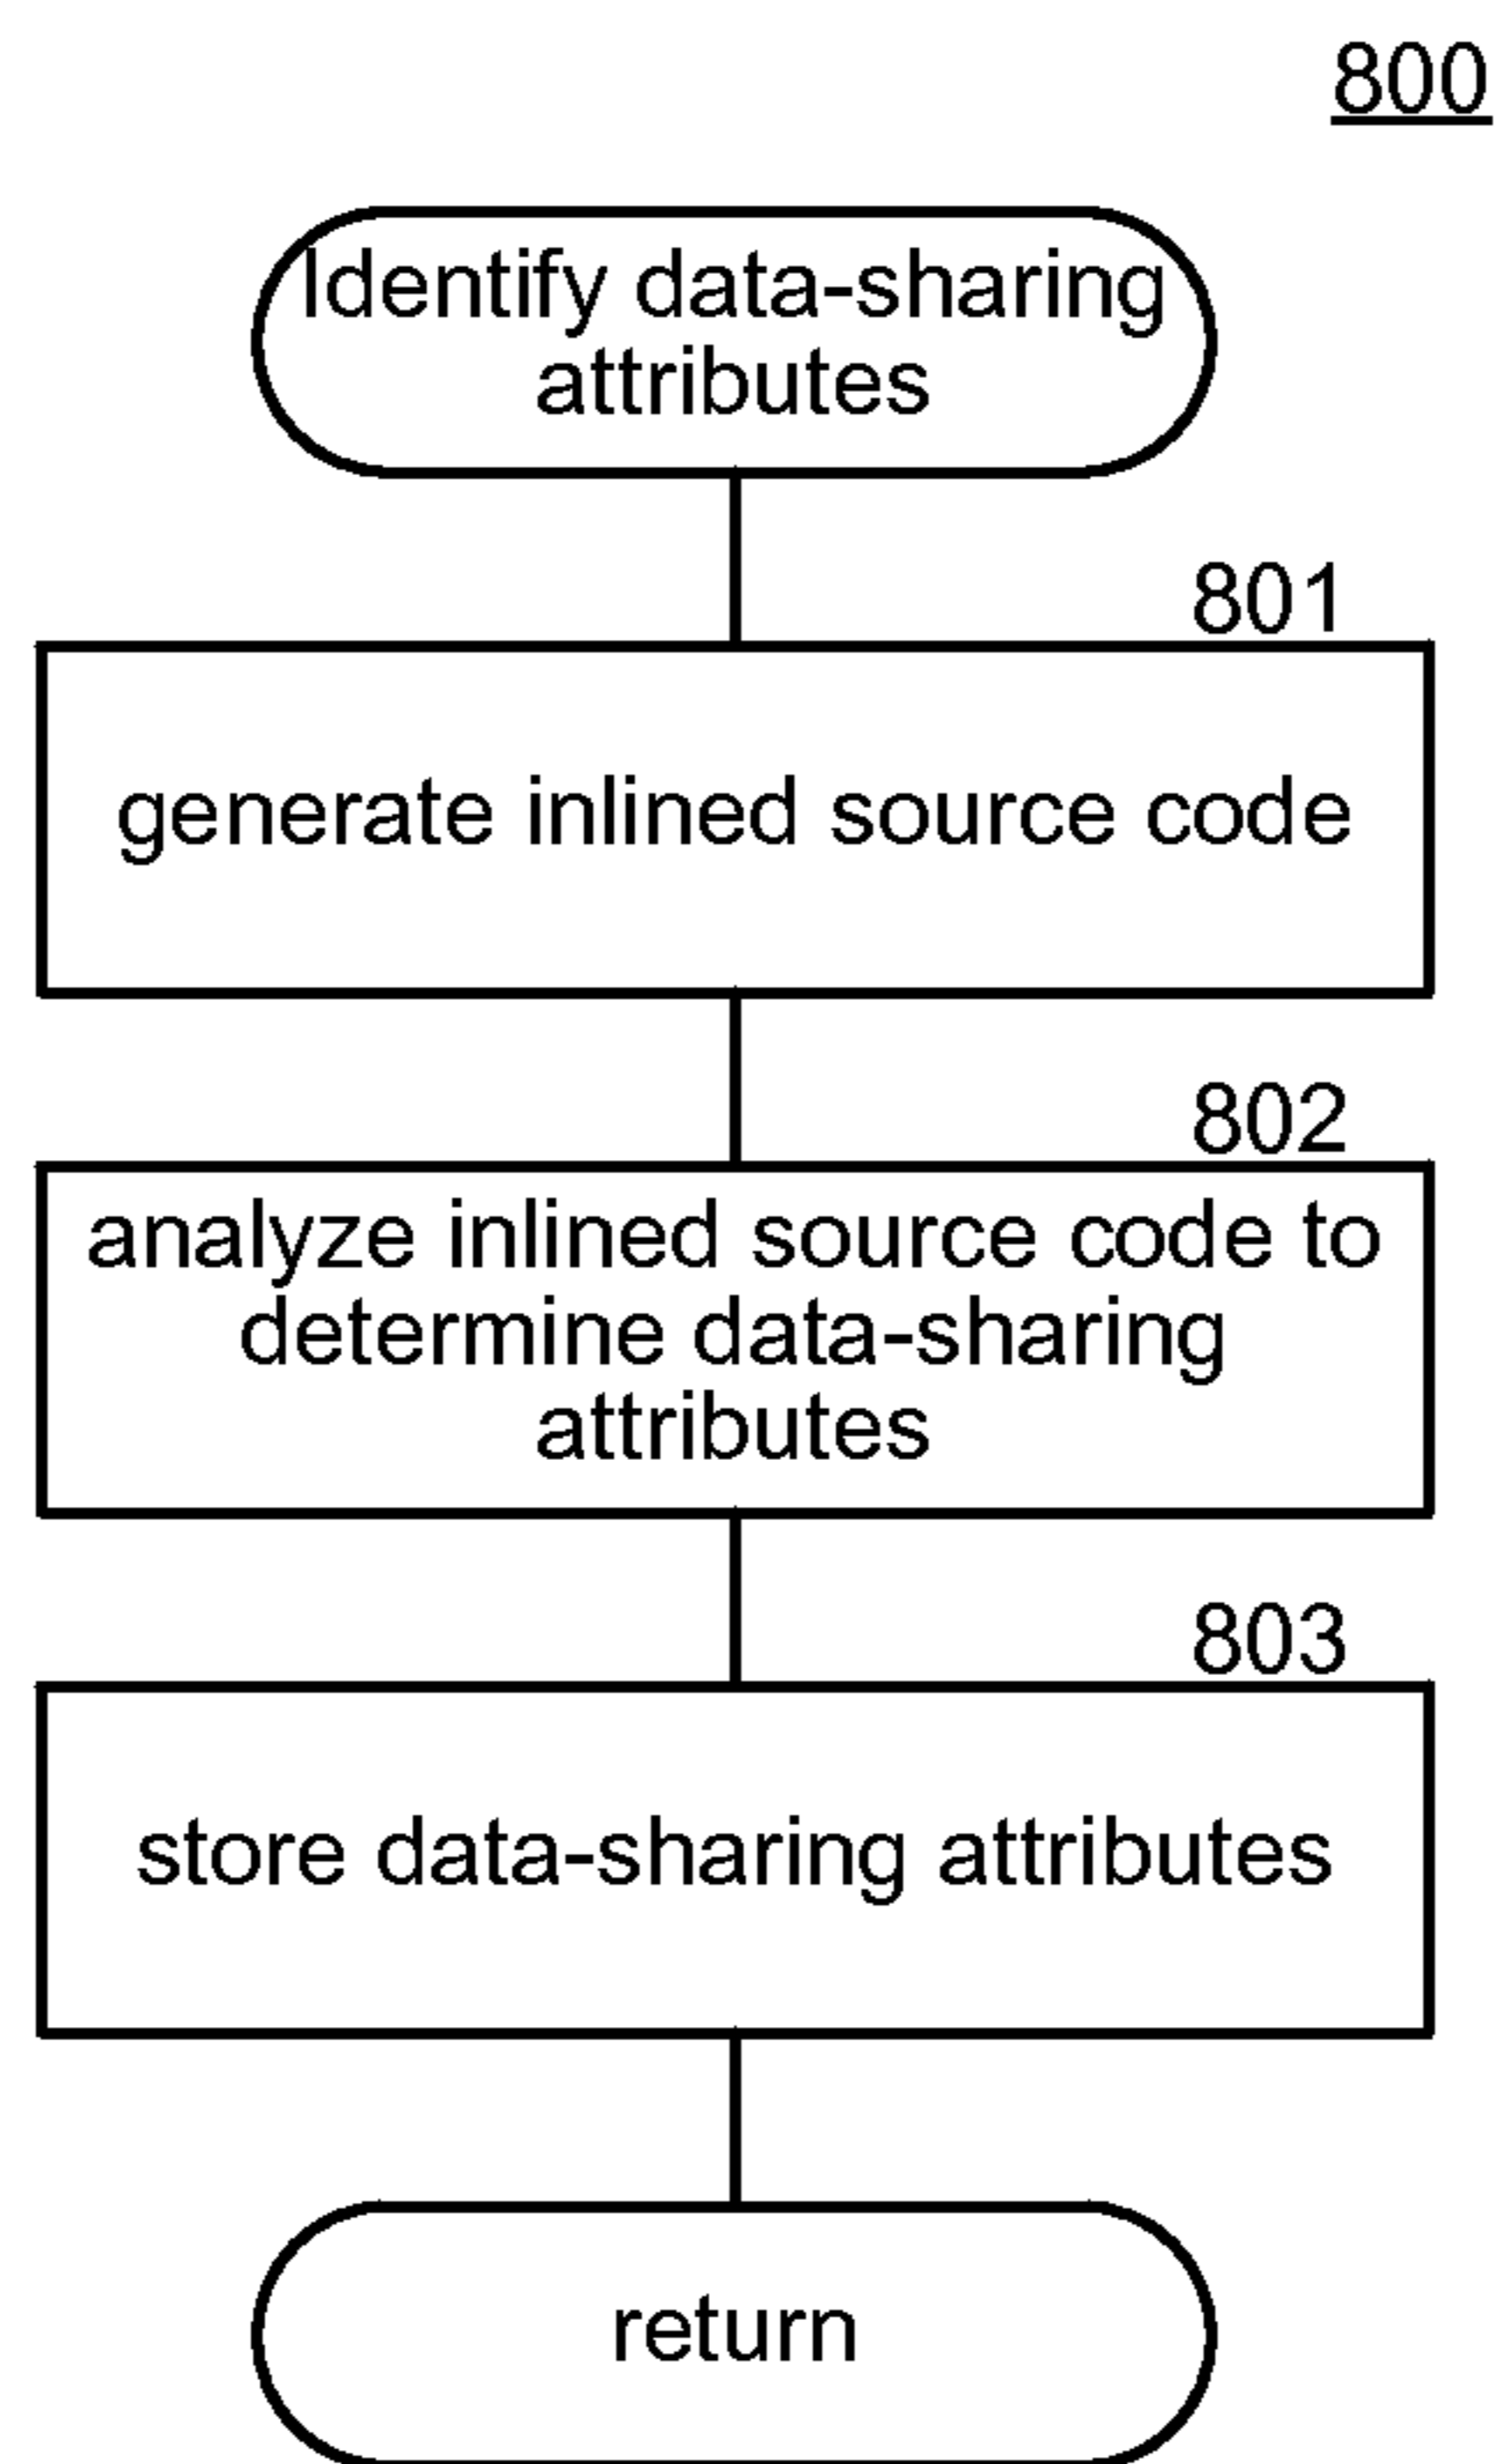 800
Identify data-sharing
attributes
801
generate inlined source code
802
analyze inlined source code to
determine data-sharing
attributes
803
store data-sharing attributes
return